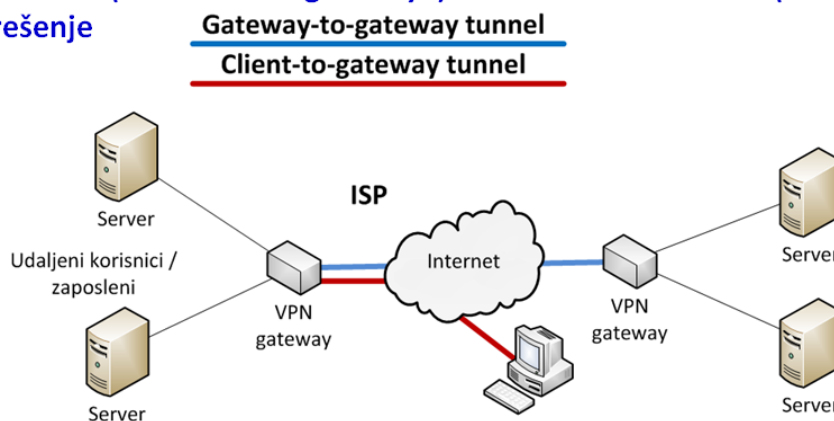 rešenje
Gateway-to-gateway tunnel
Client-to-gateway tunnel
ISP
Server
Server
Udaljeni korisnici /
zaposleni
Internet
VPN
gateway
VPN
gateway
Server
Server